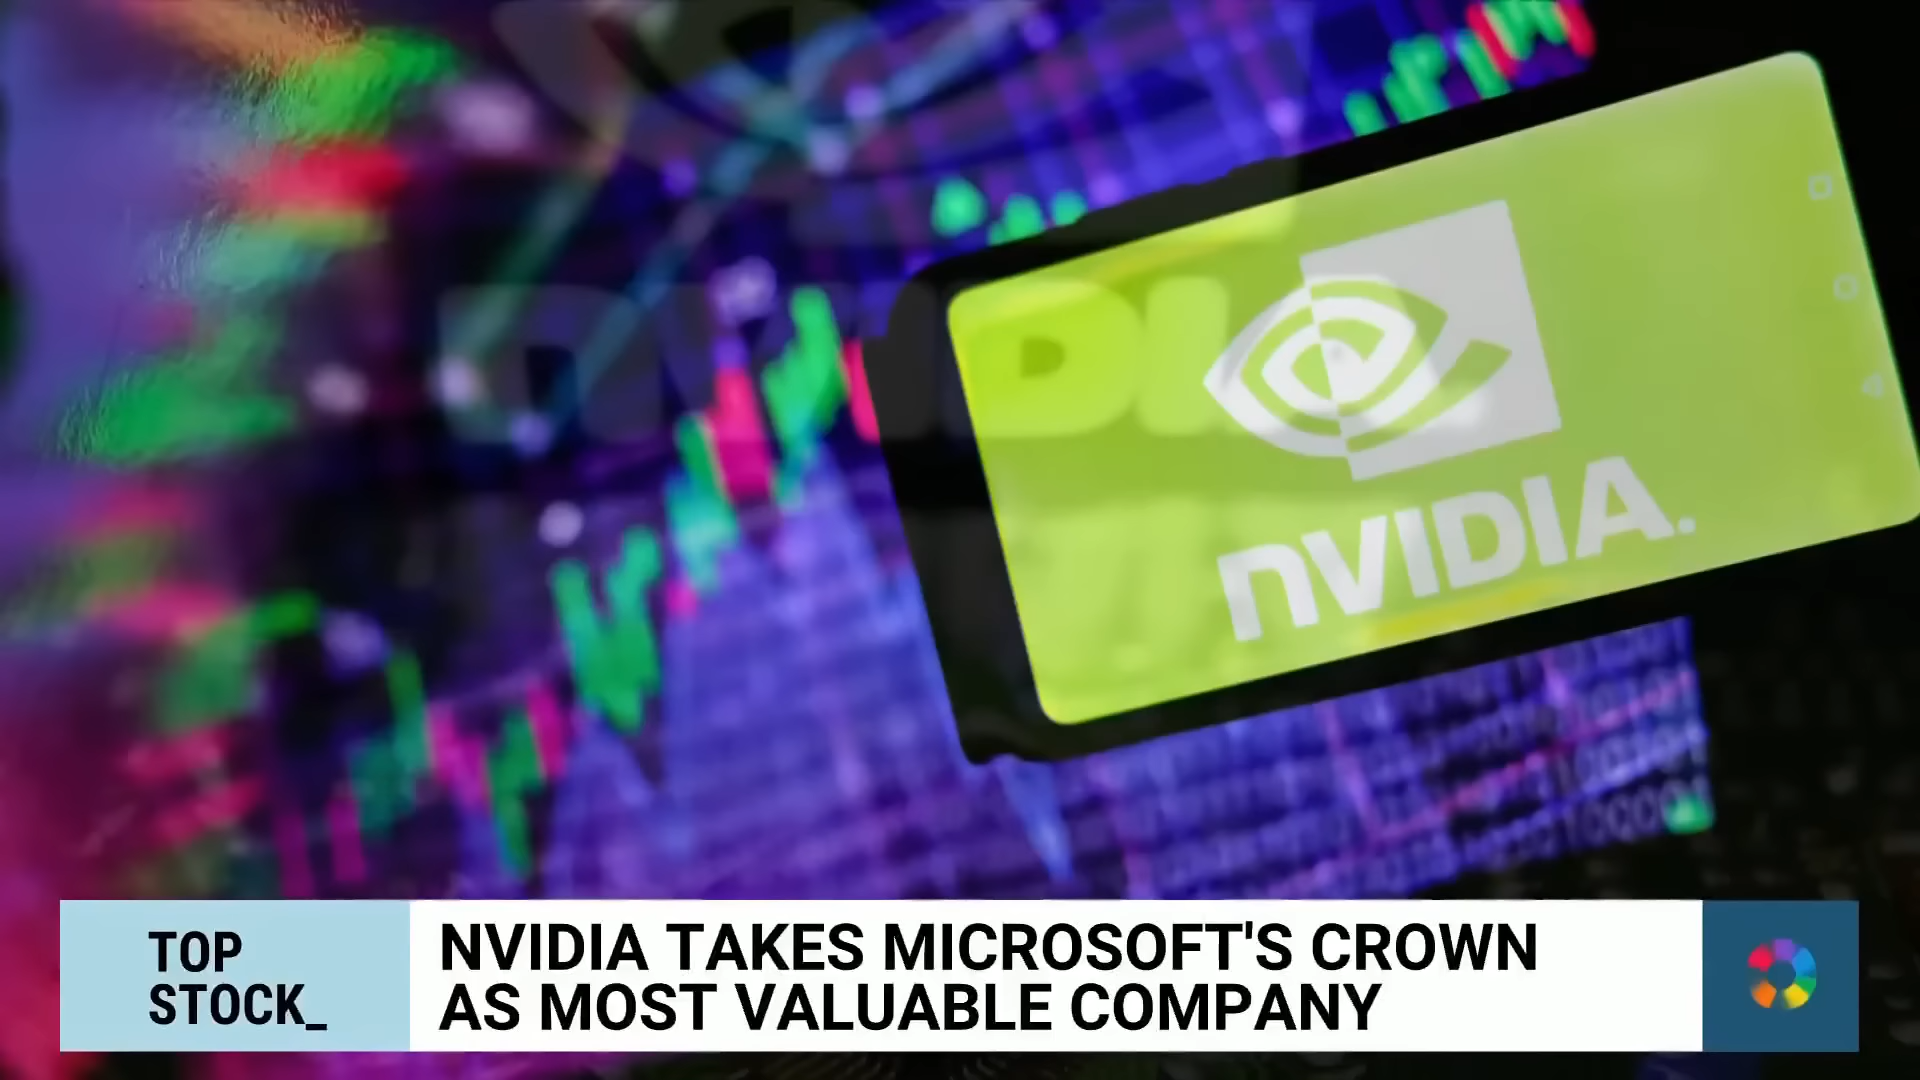 NVIDIA.
TOP
STOCK_
NVIDIA TAKES MICROSOFT'S CROWN
AS MOST VALUABLE COMPANY